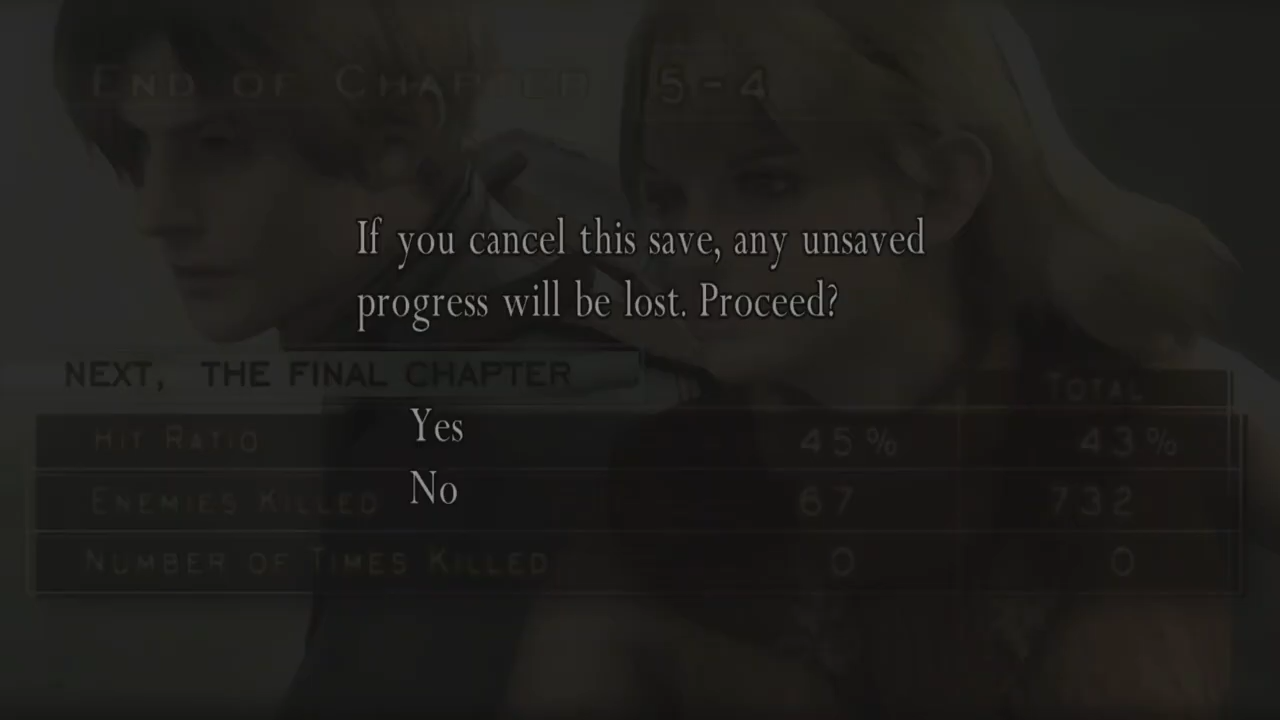 END OF CHAPTER 5-4
If you cancel this save, any unsaved
progress will be lost. Proceed?
NEXT, THE FINAL CHAPTER
TOTAL
Yes
HIT RATIO 45% 43%
No
ENEMIES KILLED 67 732
NUMBER OF TIMES KILLED 0 0